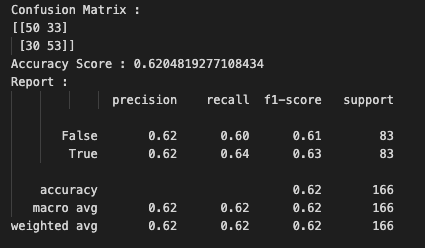 Confusion Matrix :
[[50 33]
 [30 53]]
Accuracy Score : 0.6204819277108434
Report :
              precision    recall  f1-score   support

       False       0.62      0.60      0.61        83
        True       0.62      0.64      0.63        83

    accuracy                           0.62       166
   macro avg       0.62      0.62      0.62       166
weighted avg       0.62      0.62      0.62       166